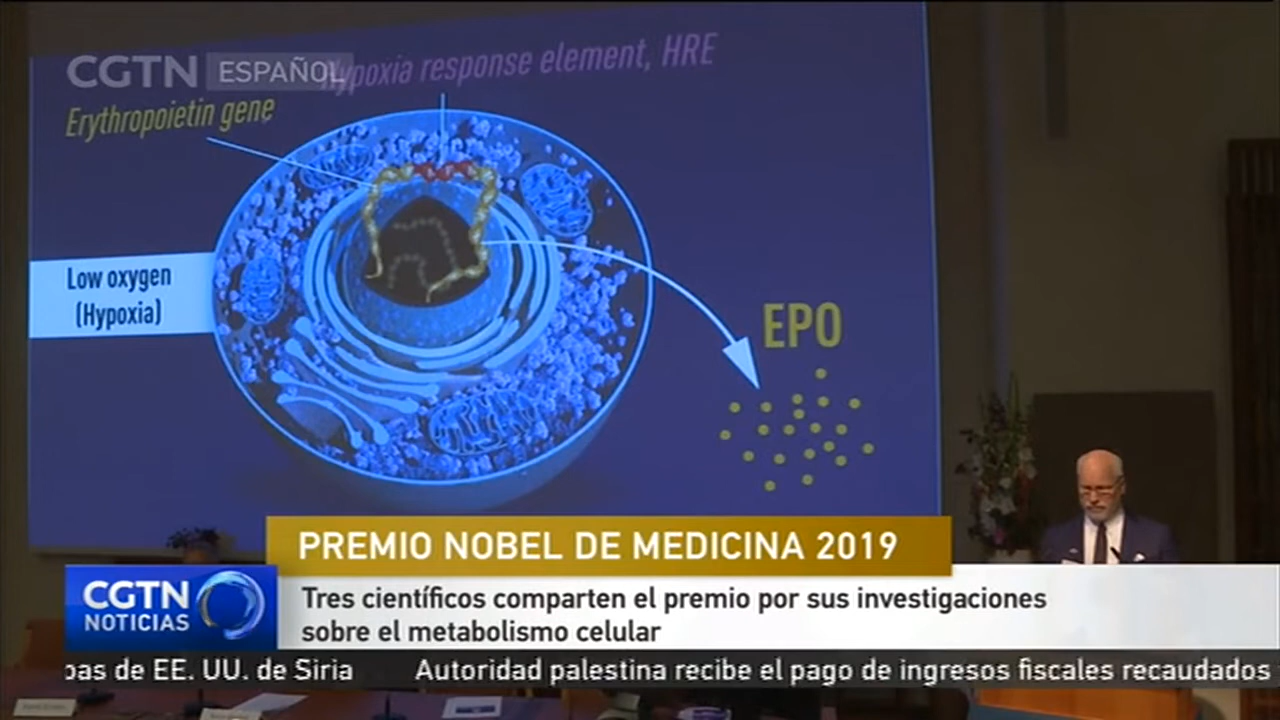 CGTN ESPAÑOL
Hypoxia response element, HRE
Erythropoietin gene
Low oxygen
(Hypoxia)
EPO
PREMIO NOBEL DE MEDICINA 2019
CGTN
NOTICIAS
Tres científicos comparten el premio por sus investigaciones
sobre el metabolismo celular
de EE. UU. de Siria Autoridad palestina recibe el pago de ingresos fiscales recaudados